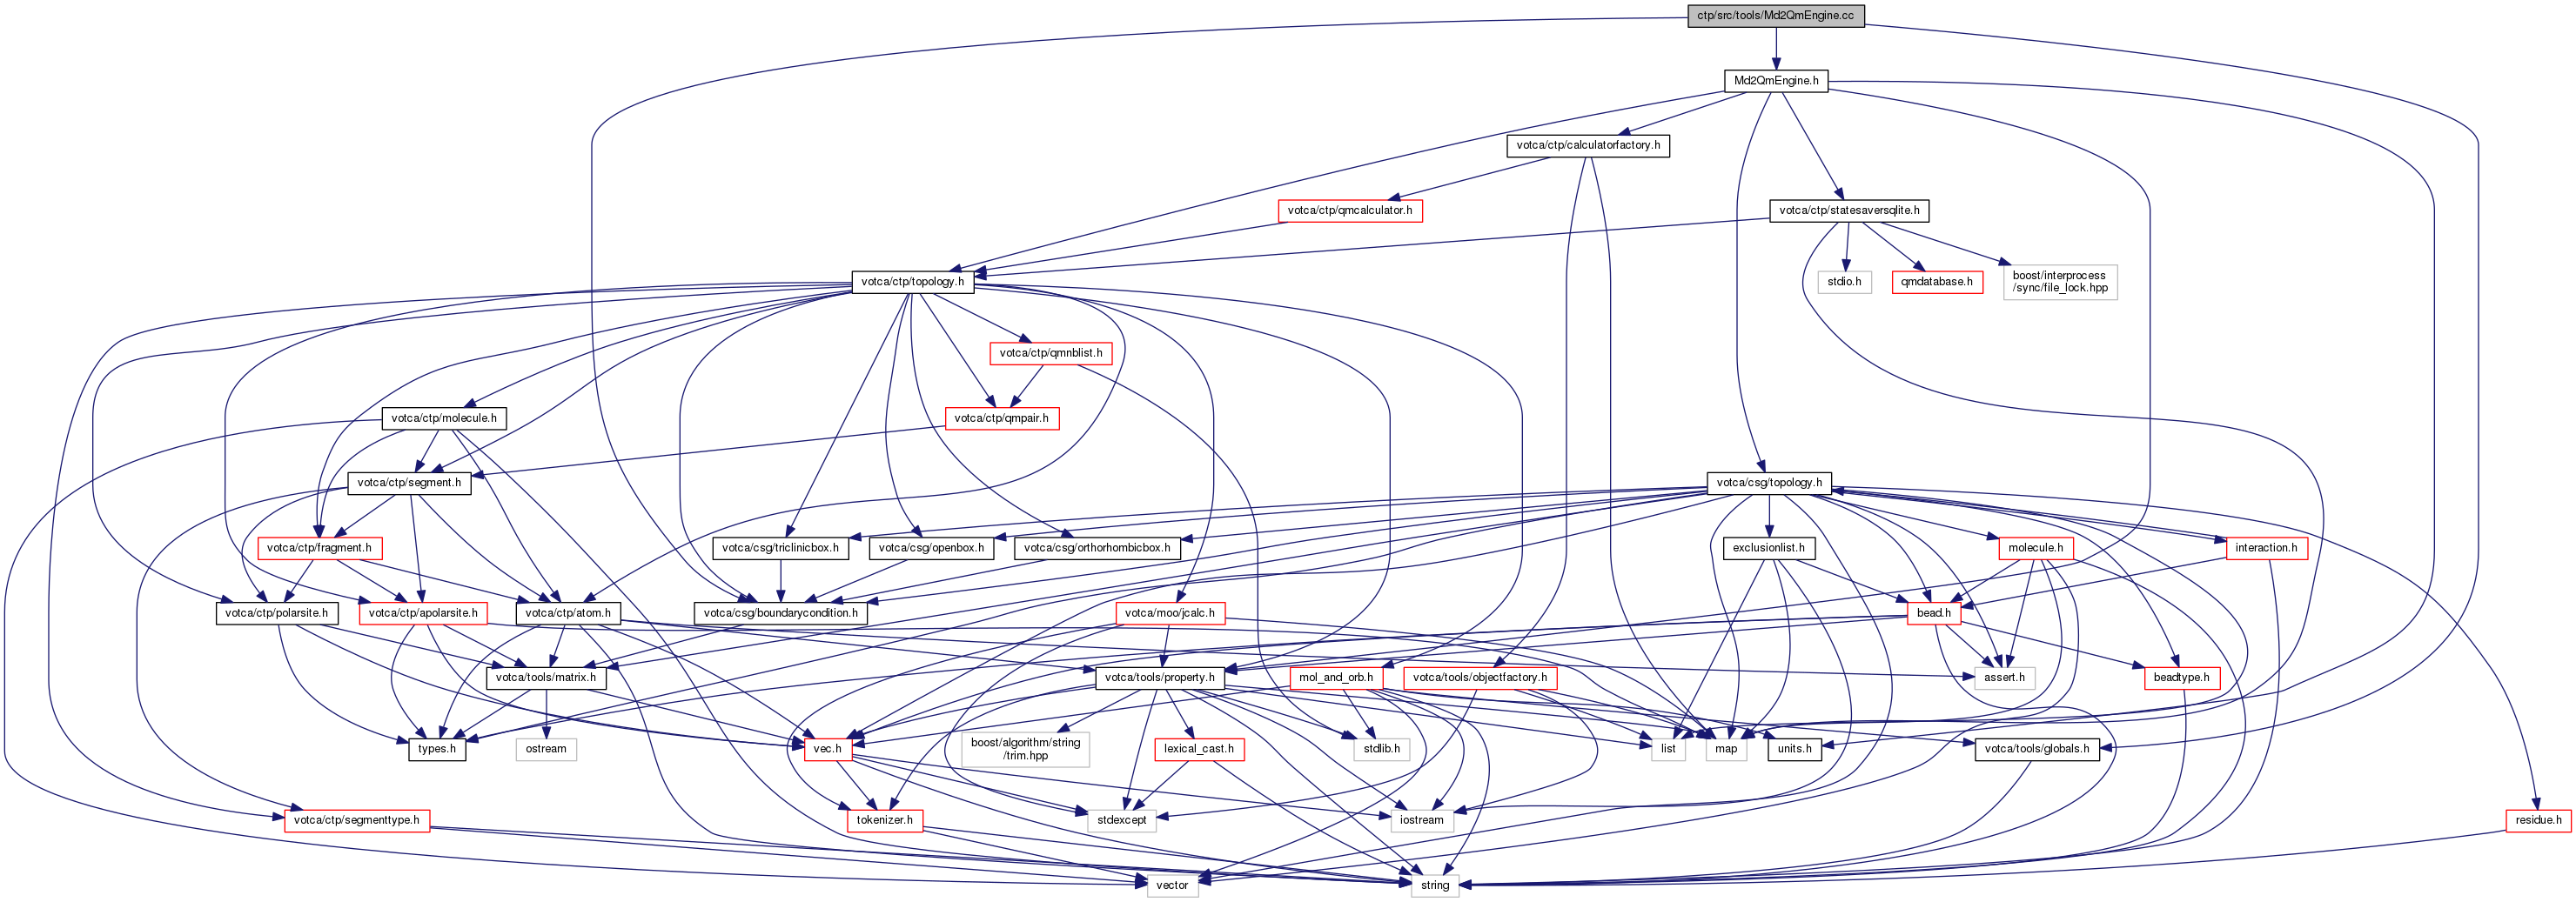 ctp/src/tools/Md2QmEngine.cc
Md2QmEngine.h
votca/ctp/calculatorfactory.h
votca/ctp/qmcalculator.h
votca/ctp/statesaversqlite.h
votca/ctp/topology.h
stdio.h
qmdatabase.h
boost/interprocess
/sync/file_lock.hpp
votca/ctp/qmnblist.h
votca/ctp/molecule.h
votca/ctp/qmpair.h
votca/ctp/segment.h
votca/csg/topology.h
votca/ctp/fragment.h
votca/csg/triclinicbox.h
votca/csg/openbox.h
votca/csg/orthorhombicbox.h
exclusionlist.h
molecule.h
interaction.h
votca/ctp/polarsite.h
votca/ctp/apolarsite.h
votca/ctp/atom.h
votca/csg/boundarycondition.h
votca/moo/jcalc.h
bead.h
votca/tools/matrix.h
votca/tools/property.h
mol_and_orb.h
votca/tools/objectfactory.h
assert.h
beadtype.h
types.h
ostream
vec.h
boost/algorithm/string
/trim.hpp
lexical_cast.h
stdlib.h
list
map
units.h
votca/tools/globals.h
votca/ctp/segmenttype.h
tokenizer.h
stdexcept
iostream
residue.h
vector
string